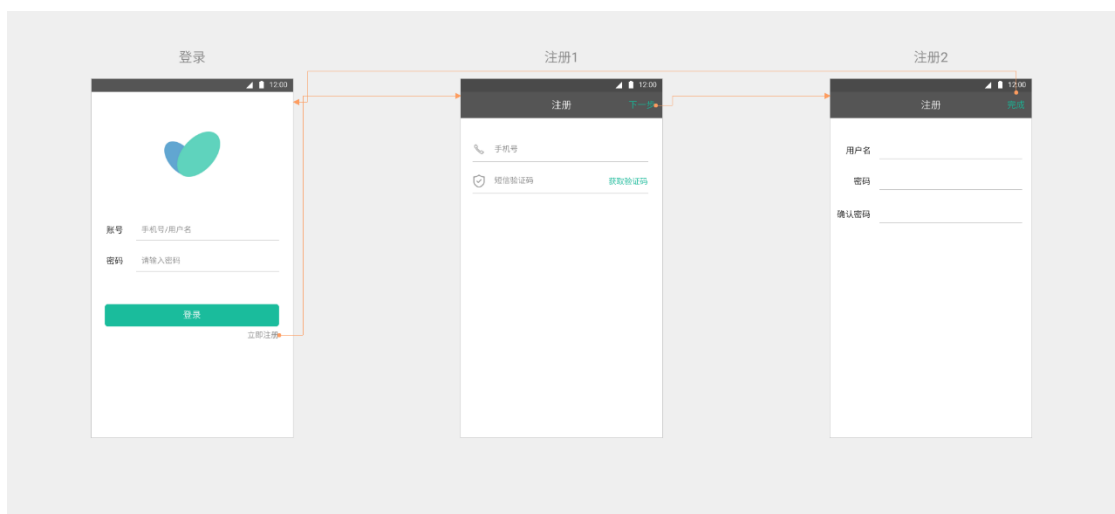 登录
12:00
账号 手机号/用户名
密码 请输入密码
登录
立即注册
注册1
12:00
注册 下一步
手机号
短信验证码 获取验证码
注册2
12:00
注册 完成
用户名
密码
确认密码